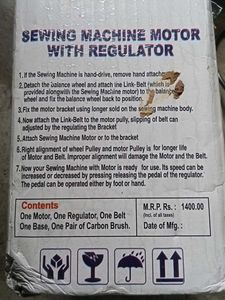 SEWING MACHINE MOTOR
WITH REGULATOR
1. If the Sewing Machine is hand-drive, remove hand
2. Detach the balance wheel and attach the Link-Belt (which is
provided alongwith the Sewing Machine motor) to the balance
wheel and fix the balance wheel back to position.
3. Fix the motor bracket using longer screw on the sewing machine body.
4. Now attach the Link-Belt to the motor pully, slipping of belt can
adjusted by the regulating the Bracket
5. Attach Sewing Machine Motor or to the bracket
6. Right alignment of wheel Pulley and motor Pulley is for longer life
of Motor and Belt. Improper alignment will damage the Motor and the Belt.
7. Now your Sewing Machine with Motor is ready for use. Its speed can be
increased or decreased by pressing releasing the pedal of the regulator.
The pedal can be operated either by foot or hand.
Contents
One Motor, One Regulator, One Belt
One Base, One Pair of Carbon Brush.
M.R.P. Rs. : 1400.00
(Incl. of all taxes)
Date of Mfg.: